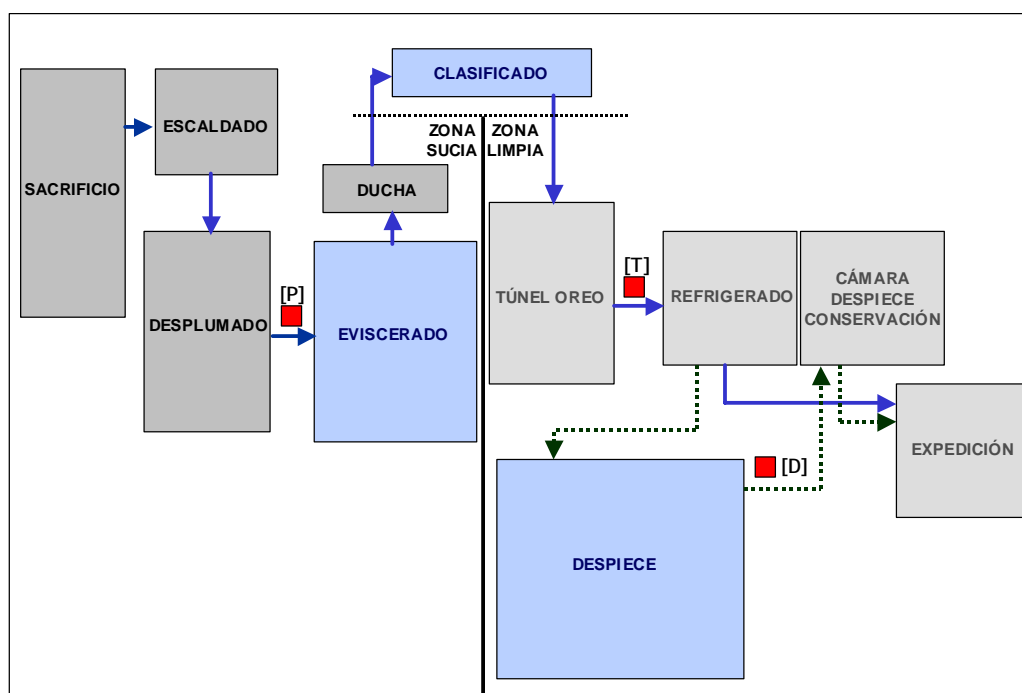 CLASIFICADO
ESCALDADO
ZONA
SUCIA
ZONA
LIMPIA
SACRIFICIO
DUCHA
[P]
DESPLUMADO
EVISCERADO
TÚNEL OREO
[T]
REFRIGERADO
CÁMARA
DESPIECE
CONSERVACIÓN
EXPEDICIÓN
[D]
DESPIECE